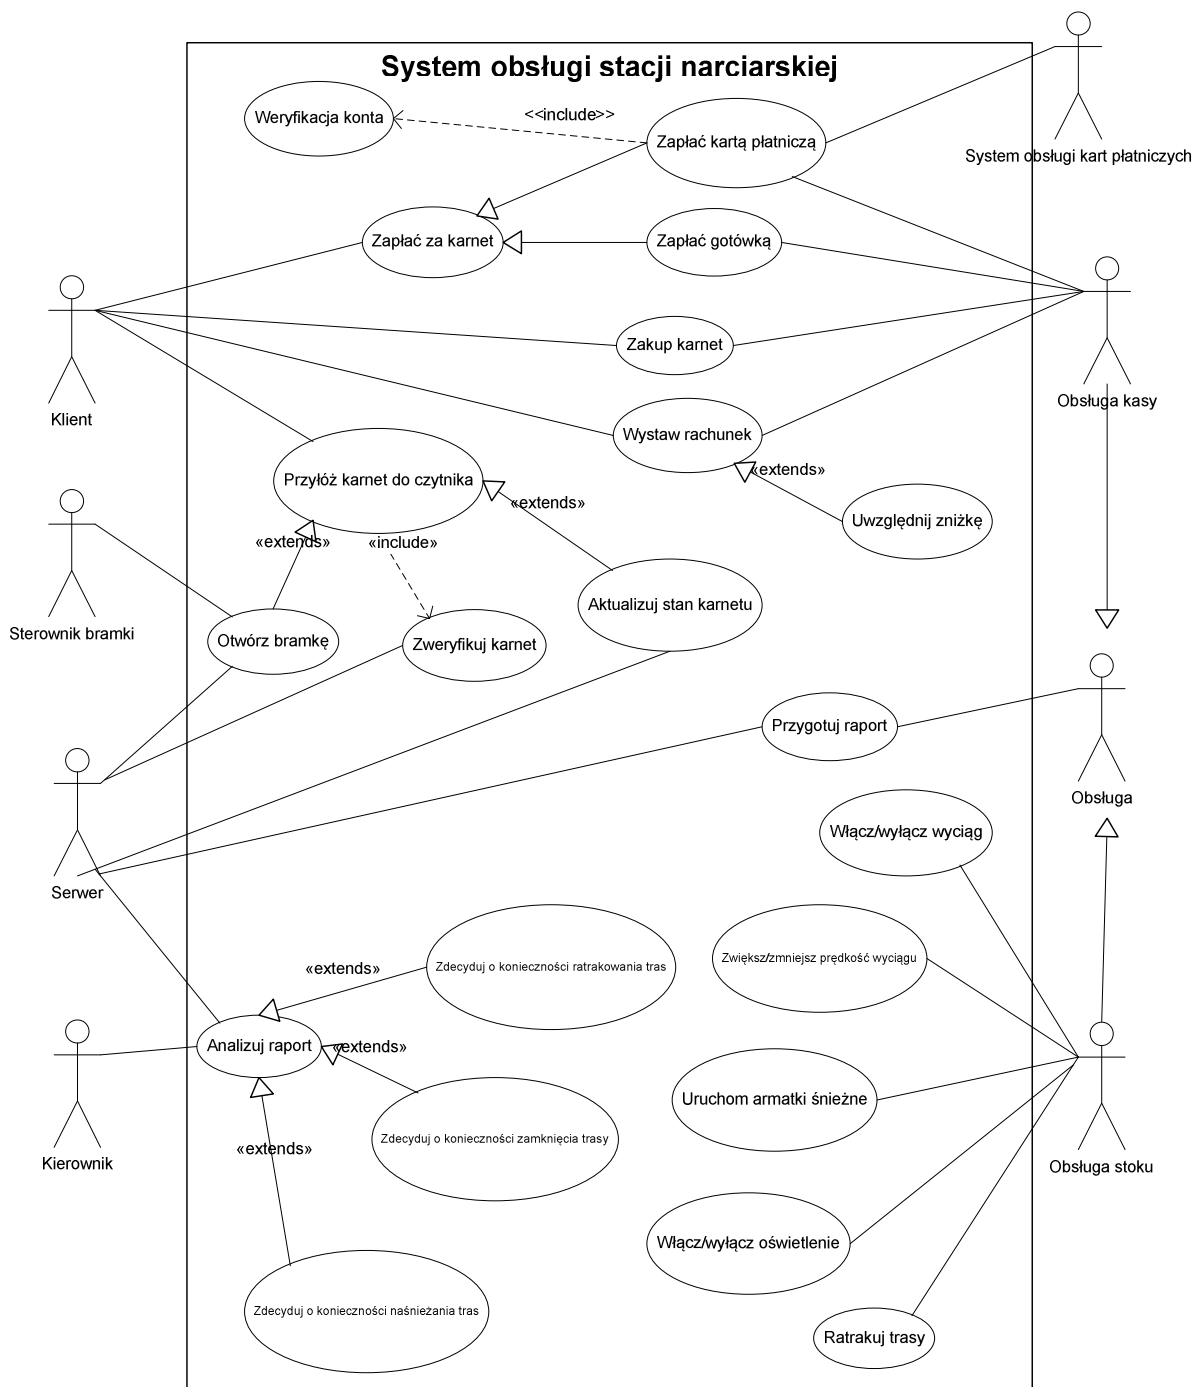 System obsługi stacji narciarskiej
Weryfikacja konta
<<include>>
Zapłać kartą płatniczą
System obsługi kart płatniczych
Zapłać za karnet
Zapłać gotówką
Zakup karnet
Klient
Obsługa kasy
Wystaw rachunek
«extends»
Przyłóż karnet do czytnika
«extends»
Uwzględnij zniżkę
«extends»
«include»
Aktualizuj stan karnetu
Sterownik bramki
Otwórz bramkę
Zweryfikuj karnet
Przygotuj raport
Obsługa
Włącz/wyłącz wyciąg
Serwer
Zwiększ/zmniejsz prędkość wyciągu
«extends»
Zdecyduj o konieczności ratrakowania tras
Analizuj raport
«extends»
Uruchom armatki śnieżne
Zdecyduj o konieczności zamknięcia trasy
«extends»
Kierownik
Obsługa stoku
Włącz/wyłącz oświetlenie
Zdecyduj o konieczności naśnieżania tras
Ratrakuj trasy